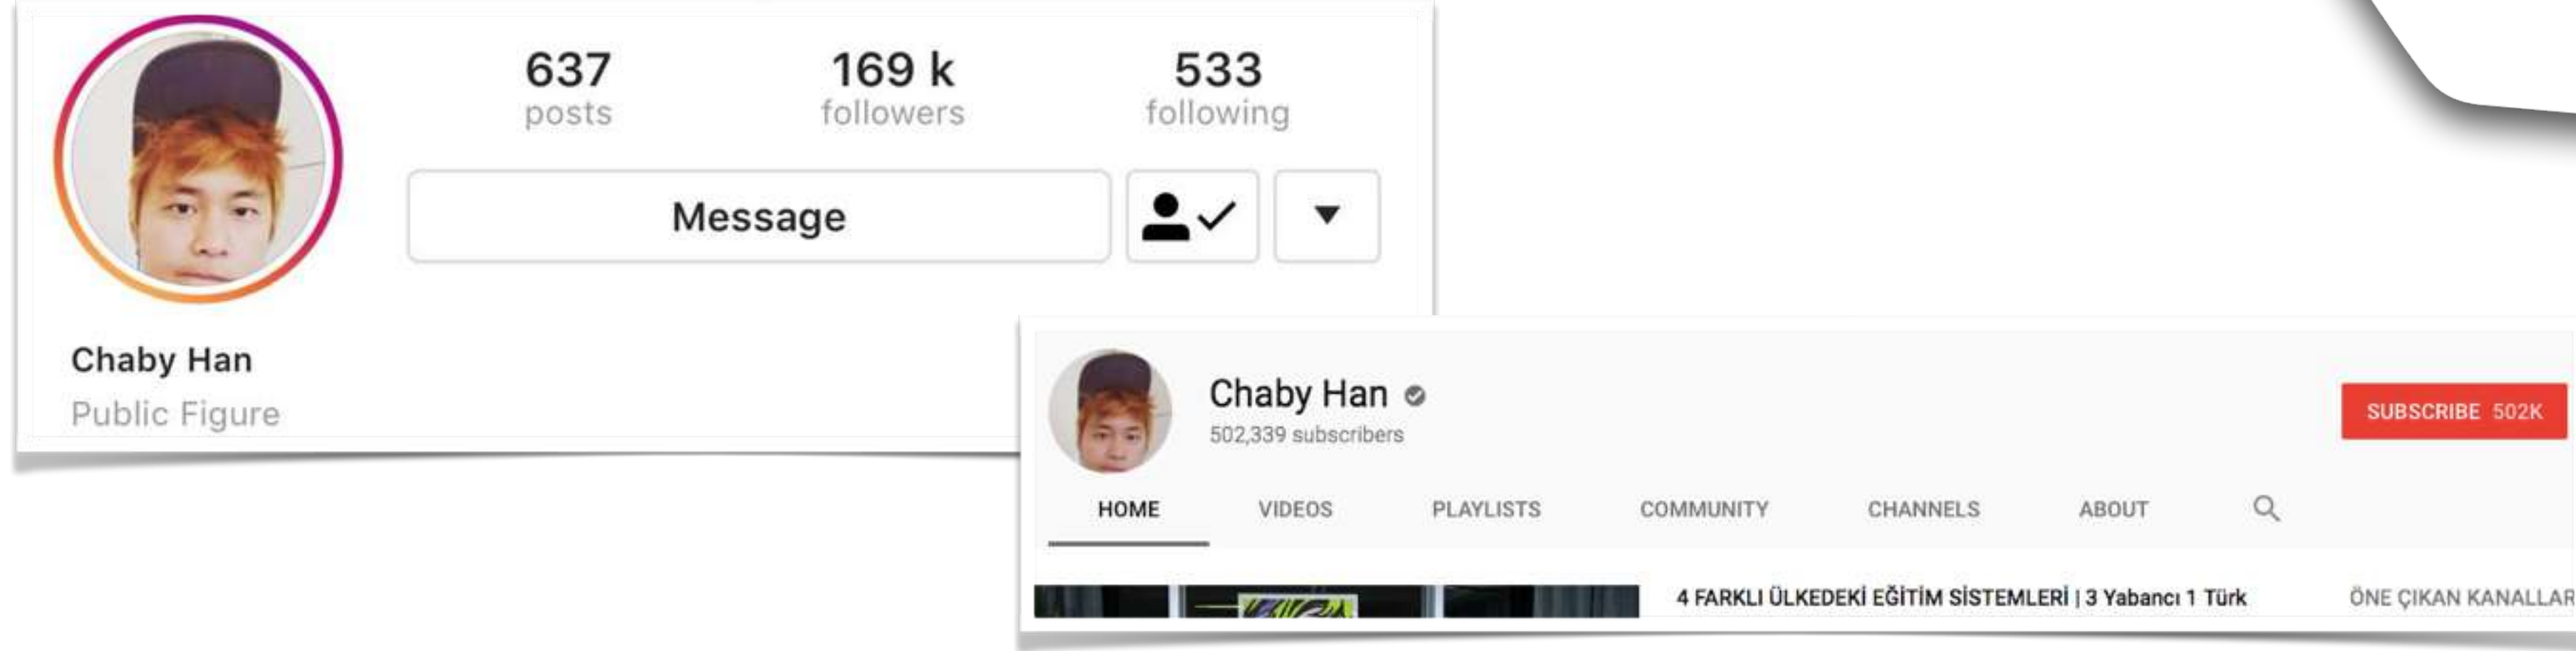 637 169 k 533
posts followers following
Message
Chaby Han
Public Figure
Chaby Han
502,339 subscribers
SUBSCRIBE 502K
HOME VIDEOS PLAYLISTS COMMUNITY CHANNELS ABOUT
4 FARKLI ÜLKEDEKİ EĞİTİM SİSTEMLERİ | 3 Yabancı 1 Türk
ÖNE ÇIKAN KANALLAR